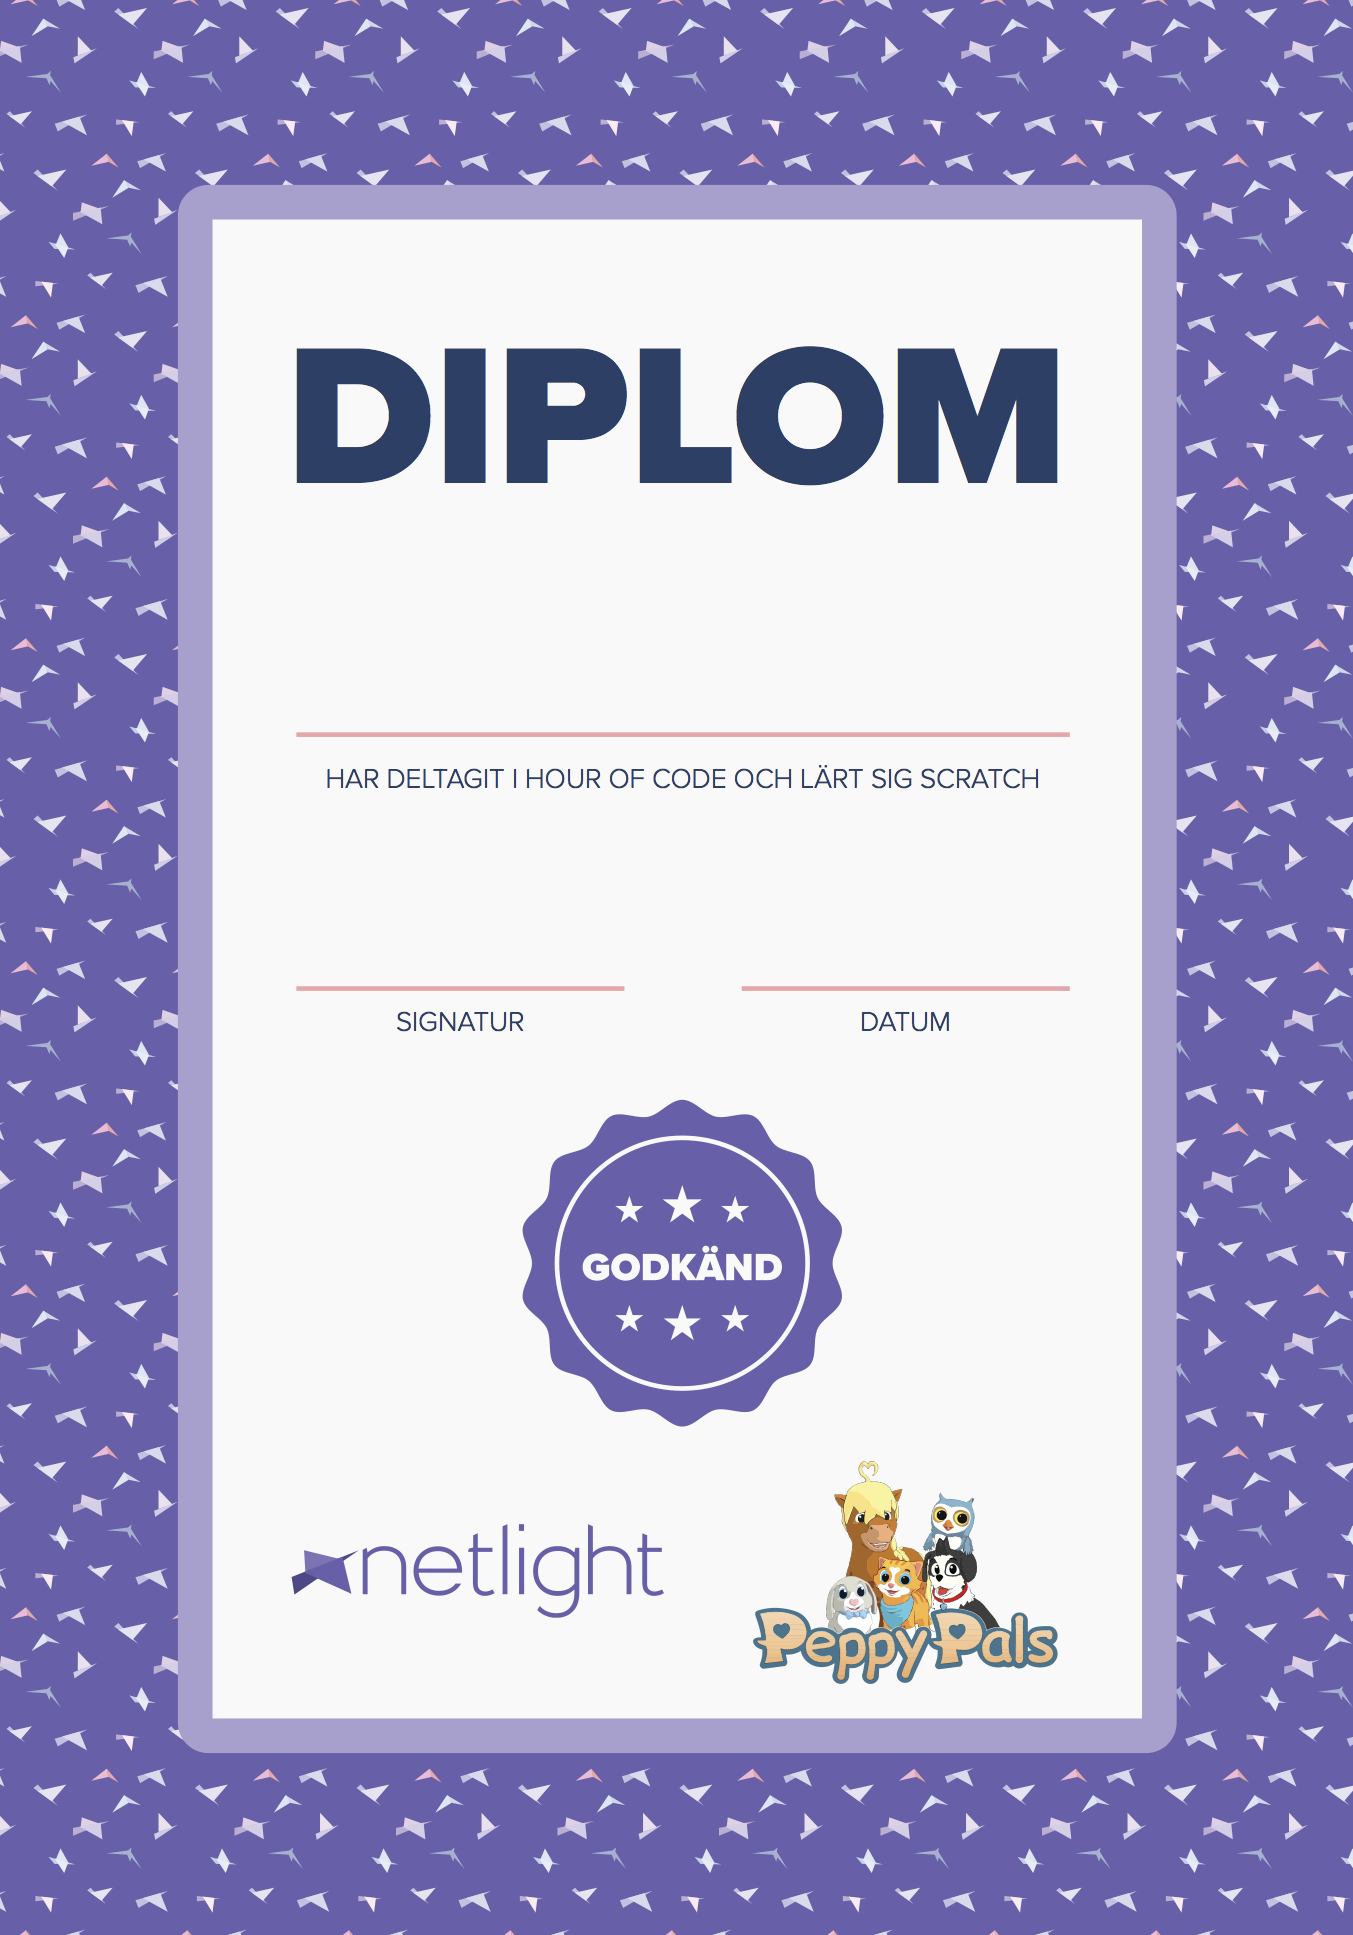 DIPLOM
HAR DELTAGIT I HOUR OF CODE OCH LÄRT SIG SCRATCH
SIGNATUR
DATUM
GODKÄND
netlight
Peppy Pals